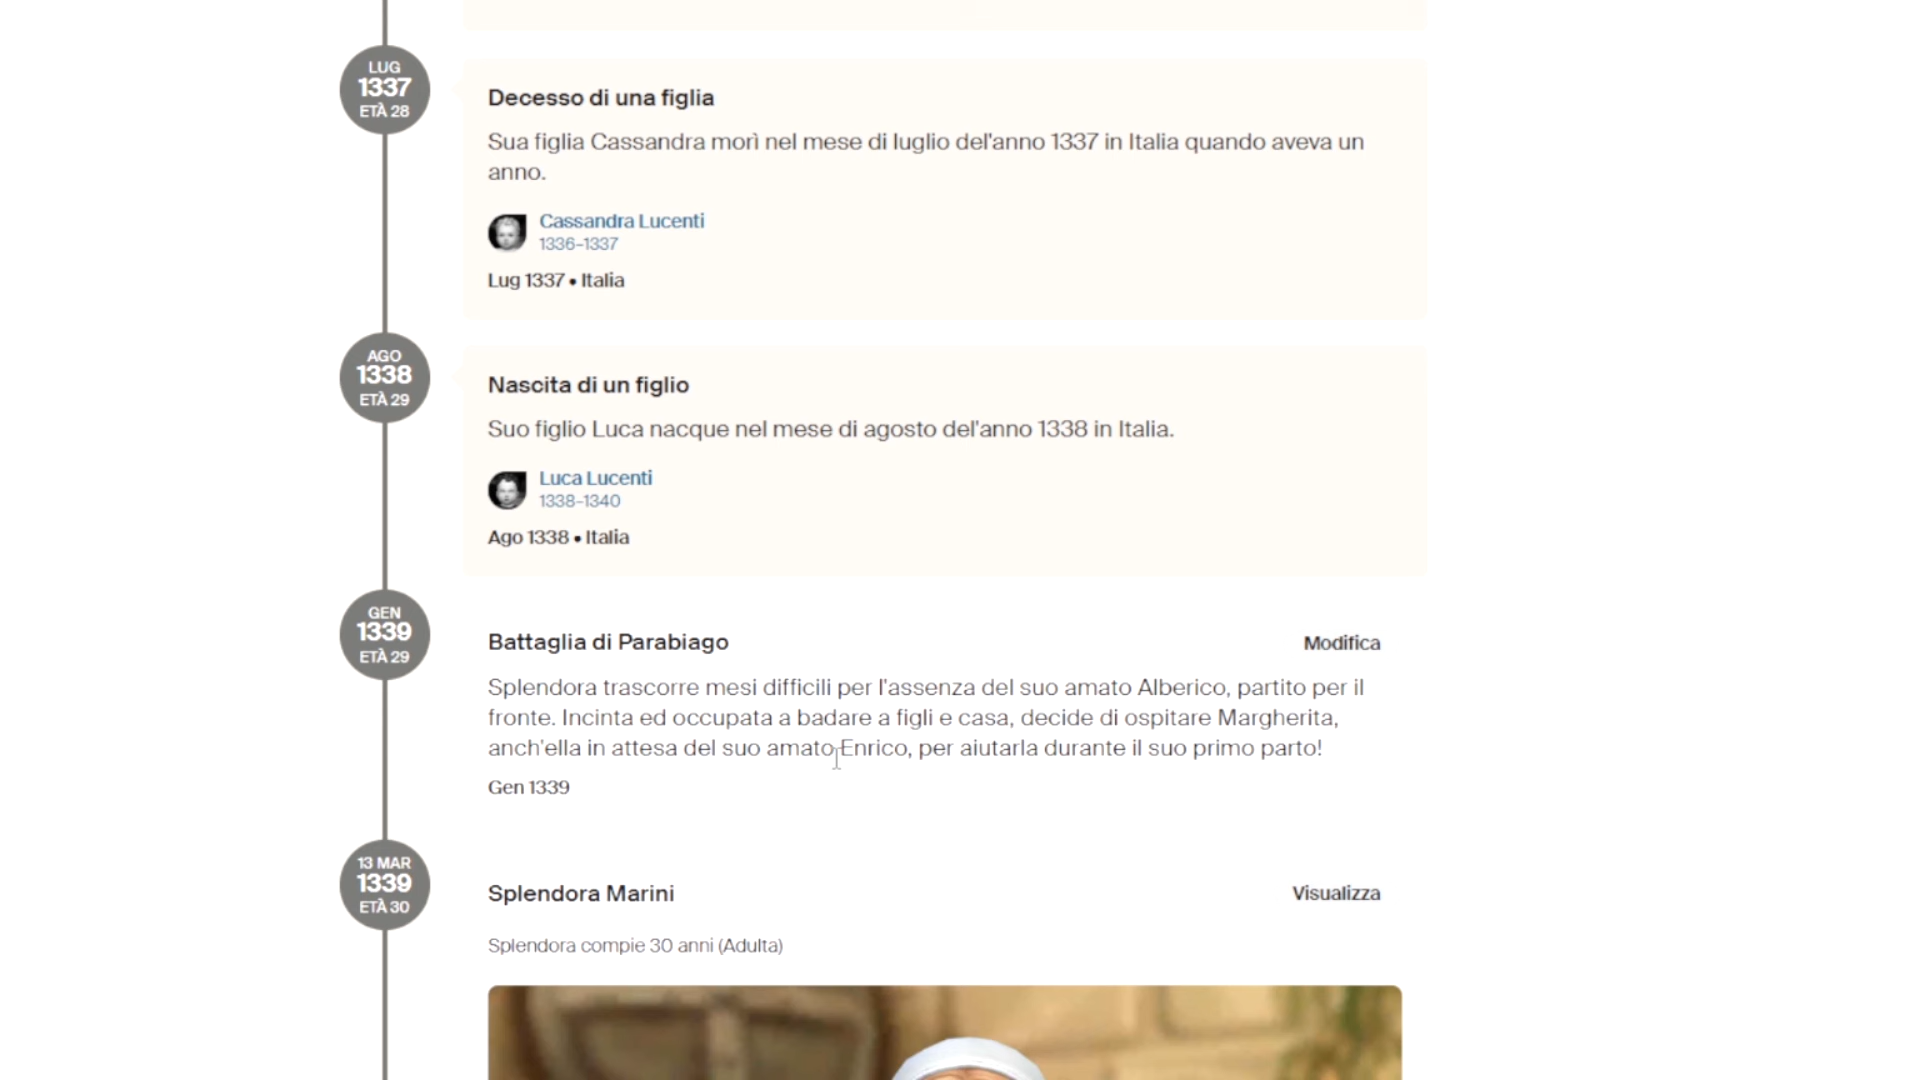 LUG
1337
ETÀ 28
Decesso di una figlia
Sua figlia Cassandra morì nel mese di luglio del'anno 1337 in Italia quando aveva un
anno.
Cassandra Lucenti
1336-1337
Lug 1337 • Italia
AGO
1338
ETÀ 29
Nascita di un figlio
Suo figlio Luca nacque nel mese di agosto del'anno 1338 in Italia.
Luca Lucenti
1338-1340
Ago 1338 • Italia
GEN
1339
ETÀ 29
Battaglia di Parabiago
Modifica
Splendora trascorre mesi difficili per l'assenza del suo amato Alberico, partito per il
fronte. Incinta ed occupata a badare a figli e casa, decide di ospitare Margherita,
anch'ella in attesa del suo amato Enrico, per aiutarla durante il suo primo parto!
Gen 1339
13 MAR
1339
ETÀ 30
Splendora Marini
Visualizza
Splendora compie 30 anni (Adulta)